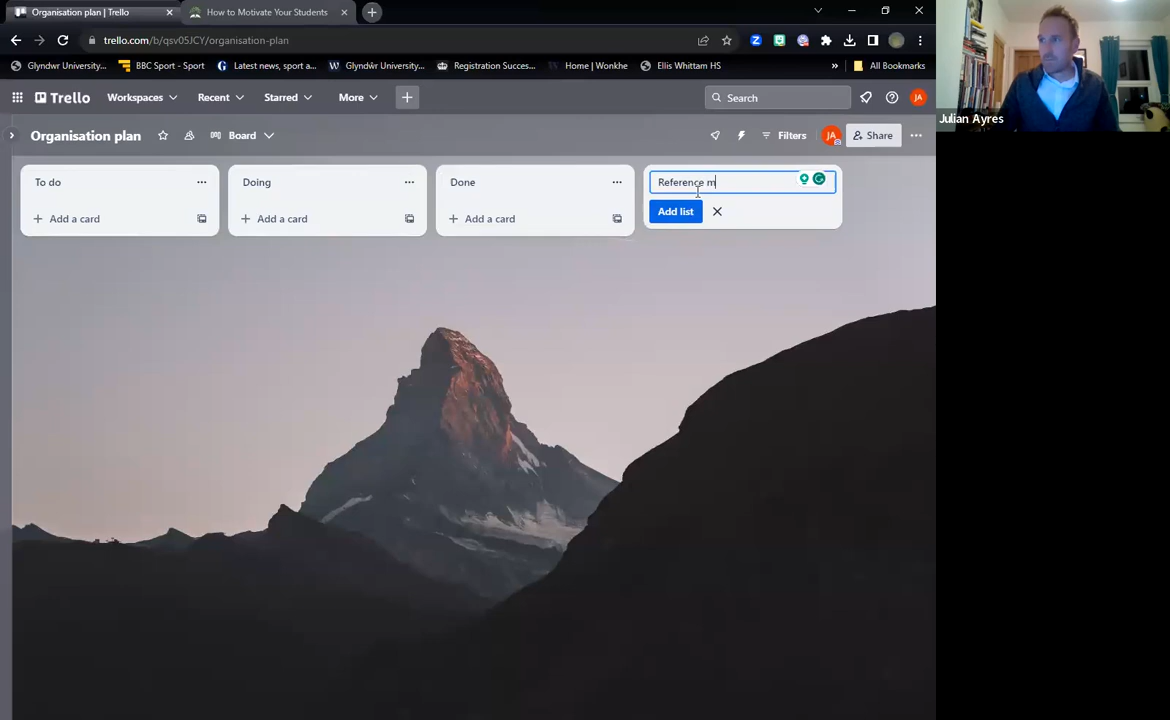 Organisation plan | Trello
How to Motivate Your Students
trello.com/b/qsv05JCY/organisation-plan
Glyndwr University...
BBC Sport - Sport
Latest news, sport a...
Glyndŵr University...
Registration Succes...
Home | Wonkhe
Ellis Whittam HS
»
All Bookmarks
Trello
Workspaces
Recent
Starred
More
Search
JA
Organisation plan
Board
Filters
JA
Share
To do
Doing
Done
Reference m
Add a card
Add a card
Add a card
Add list
Julian Ayres